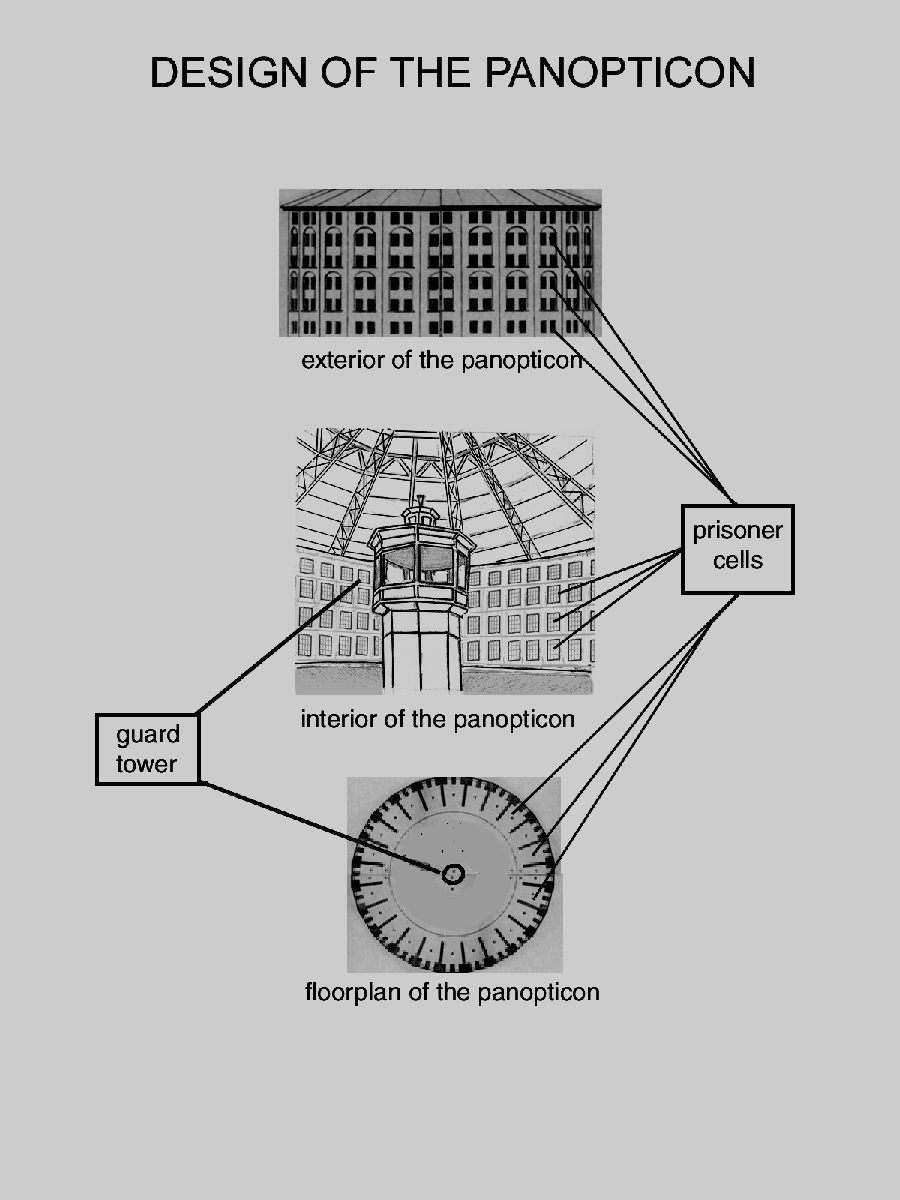 DESIGN OF THE PANOPTICON
exterior of the panopticon
prisoner
cells
interior of the panopticon
guard
tower
floorplan of the panopticon